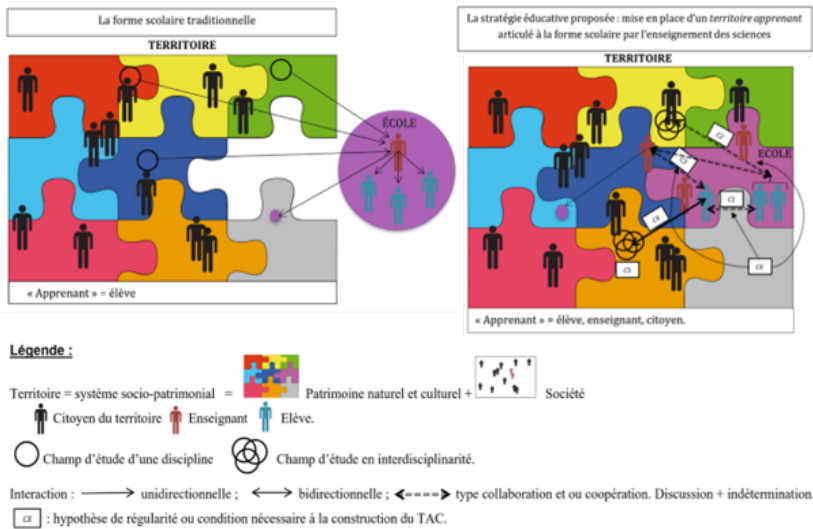 La forme scolaire traditionnelle
TERRITOIRE
ÉCOLE
« Apprenant » = élève
La stratégie éducative proposée : mise en place d'un territoire apprenant
articulé à la forme scolaire par l'enseignement des sciences
TERRITOIRE
C2
ECOLE
C4
C5
« Apprenant » = élève, enseignant, citoyen.
Légende :
Territoire = système socio-patrimonial = Patrimoine naturel et culturel + Société
Citoyen du territoire Enseignant Elève.
Champ d'étude d'une discipline Champ d'étude en interdisciplinarité.
Interaction : unidirectionnelle ; bidirectionnelle ; type collaboration et ou coopération. Discussion + indétermination.
: hypothèse de régularité ou condition nécessaire à la construction du TAC.